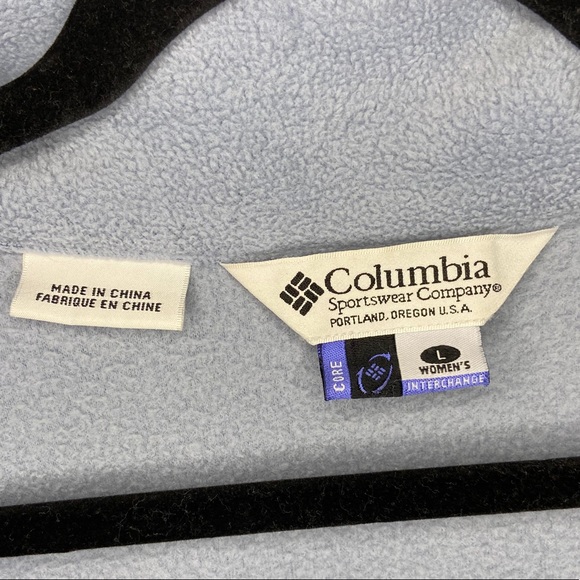 MADE IN CHINA
FABRIQUE EN CHINE
Columbia
Sportswear Company®
PORTLAND, OREGON U.S.A.
CORE
L
WOMEN'S
INTERCHANGE